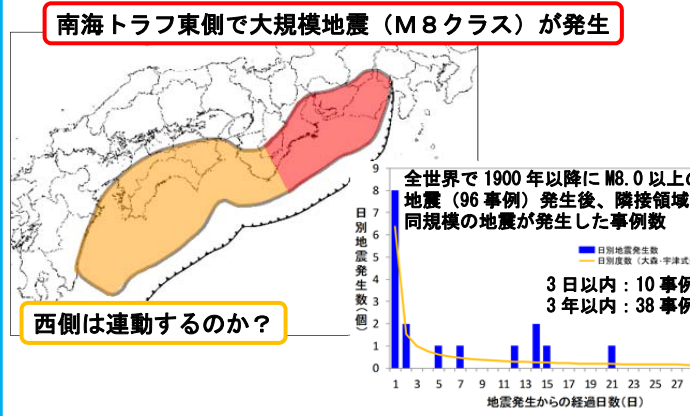 南海トラフ東側で大規模地震（Ｍ８クラス）が発生
西側は連動するのか？
全世界で1900年以降にM8.0以上の
地震（96事例）発生後、隣接領域
同規模の地震が発生した事例数
日別地震発生数
日別度数（大森・宇津式
3日以内：10事例
3年以内：38事例
日別地震発生数（個）
9
8
7
6
5
4
3
2
1
0
1 3 5 7 9 11 13 15 17 19 21 23 25 27
地震発生からの経過日数（日）